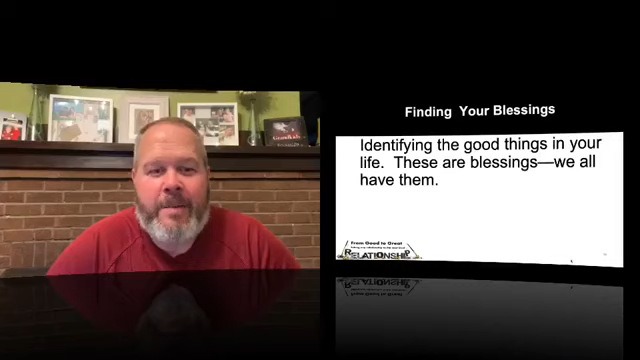 Finding Your Blessings
Identifying the good things in your
life. These are blessings—we all
have them.
From Good to Great
RELATIONSHIP